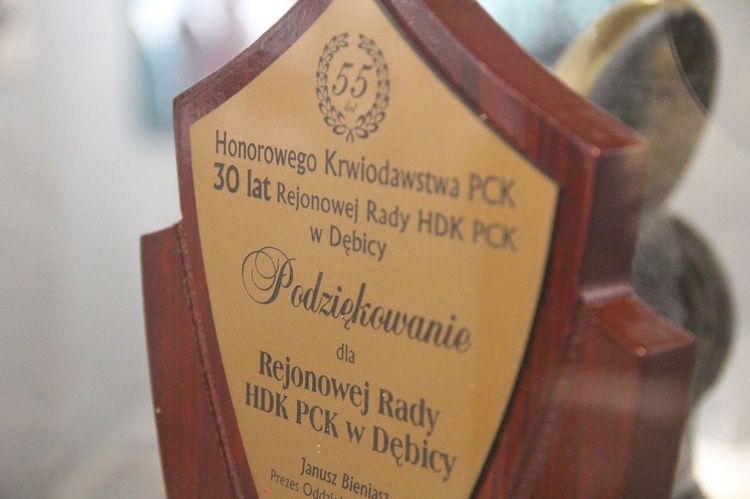 55
lat
Honorowego Krwiodawstwa PCK
30 lat Rejonowej Rady HDK PCK
w Dębicy
Podziękowanie
dla
Rejonowej Rady
HDK PCK w Dębicy
Janusz Bieniasz
Prezes Oddzia